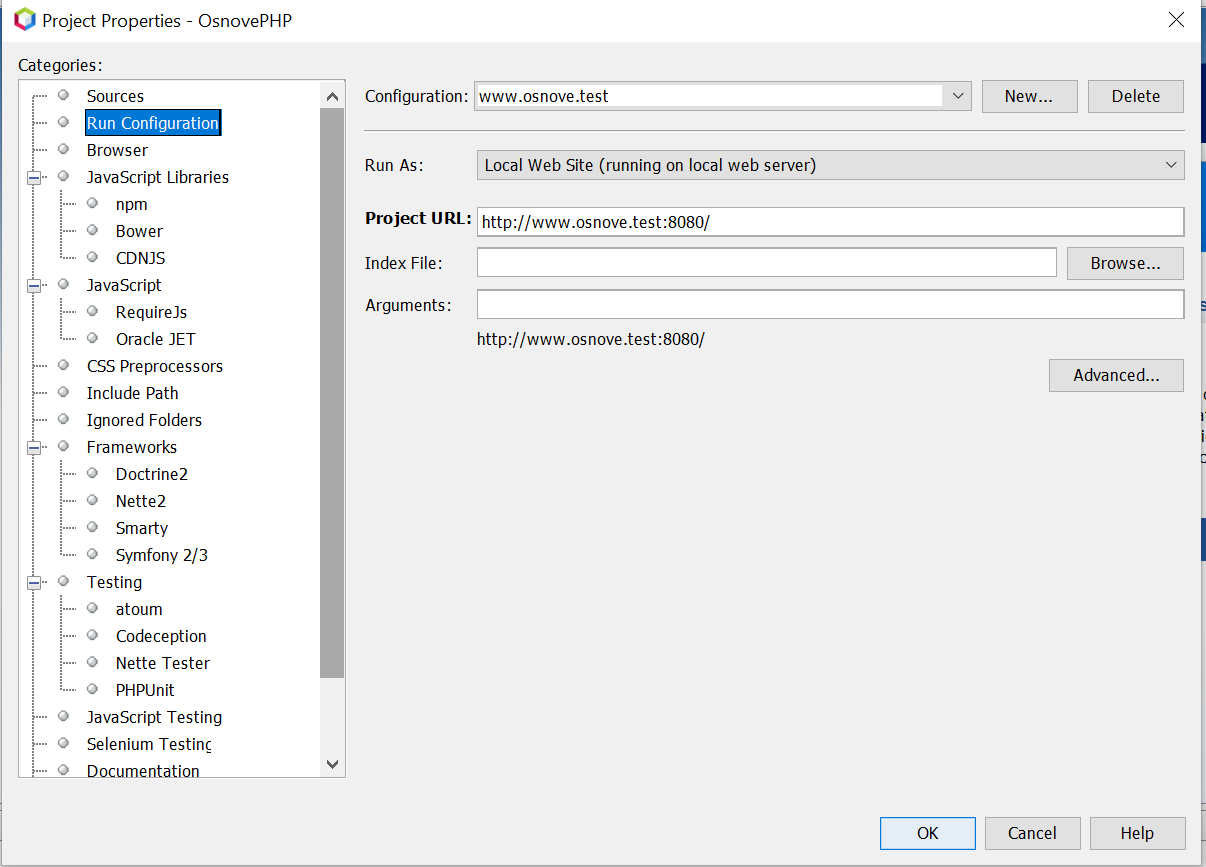 Project Properties - OsnovePHP
Categories:
Sources
Run Configuration
Browser
JavaScript Libraries
npm
Bower
CDNJS
JavaScript
RequireJs
Oracle JET
CSS Preprocessors
Include Path
Ignored Folders
Frameworks
Doctrine2
Nette2
Smarty
Symfony 2/3
Testing
atoum
Codeception
Nette Tester
PHPUnit
JavaScript Testing
Selenium Testing
Documentation
Configuration: www.osnove.test New... Delete
Run As: Local Web Site (running on local web server)
Project URL: http://www.osnove.test:8080/
Index File: Browse...
Arguments:
http://www.osnove.test:8080/
Advanced...
OK Cancel Help